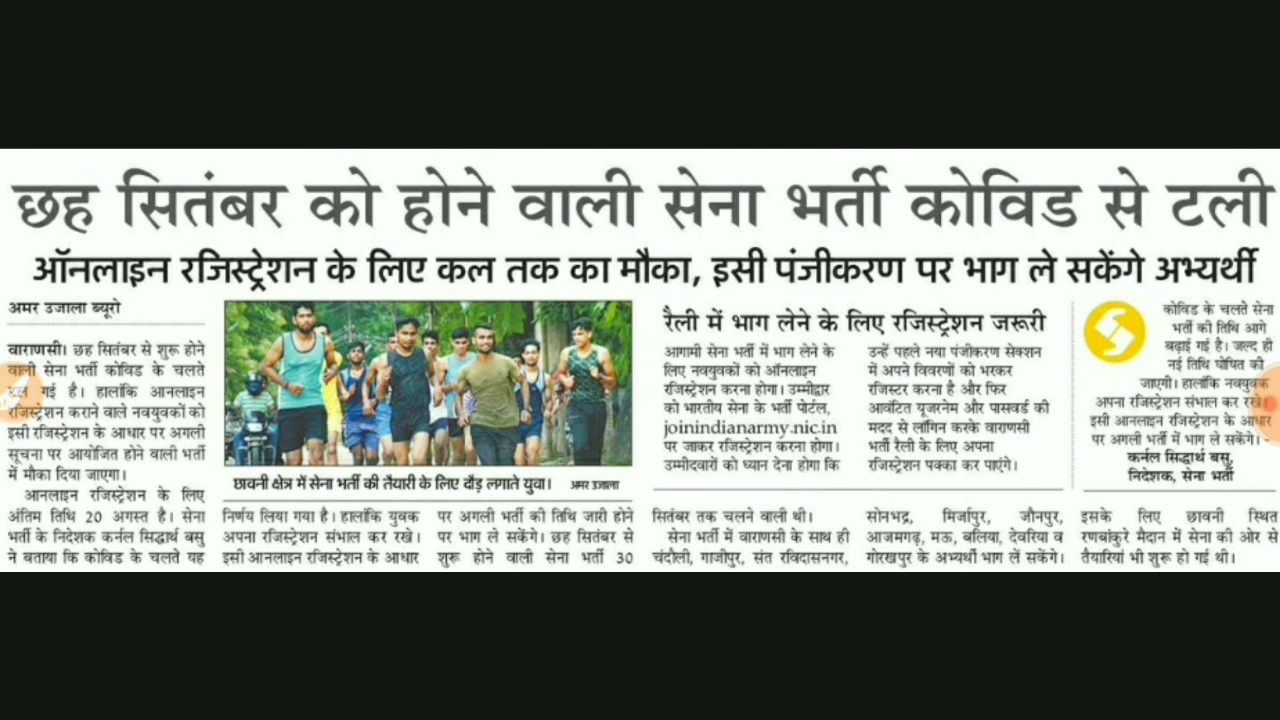 छह सितंबर को होने वाली सेना भर्ती कोविड से टली
ऑनलाइन रजिस्ट्रेशन के लिए कल तक का मौका, इसी पंजीकरण पर भाग ले सकेंगे अभ्यर्थी
अमर उजाला ब्यूरो
वाराणसी। छह सितंबर से शुरू होने
वाली सेना भर्ती कोविड के चलते
टल गई है। हालांकि आनलाइन
रजिस्ट्रेशन कराने वाले नवयुवकों को
इसी रजिस्ट्रेशन के आधार पर अगली
सूचना पर आयोजित होने वाली भर्ती
में मौका दिया जाएगा।
आनलाइन रजिस्ट्रेशन के लिए
अंतिम तिथि 20 अगस्त है। सेना
भर्ती के निदेशक कर्नल सिद्धार्थ बसु
ने बताया कि कोविड के चलते यह
छावनी क्षेत्र में सेना भर्ती की तैयारी के लिए दौड़ लगाते युवा। अमर उजाला
निर्णय लिया गया है। हालांकि युवक
अपना रजिस्ट्रेशन संभाल कर रखे।
इसी आनलाइन रजिस्ट्रेशन के आधार
पर अगली भर्ती की तिथि जारी होने
पर भाग ले सकेंगे। छह सितंबर से
शुरू होने वाली सेना भर्ती 30
सितंबर तक चलने वाली थी।
सेना भर्ती में वाराणसी के साथ ही
चंदौली, गाजीपुर, संत रविदासनगर,
सोनभद्र, मिर्जापुर, जौनपुर,
आजमगढ़, मऊ, बलिया, देवरिया व
गोरखपुर के अभ्यर्थी भाग लें सकेंगे।
इसके लिए छावनी स्थित
रणबांकुरे मैदान में सेना की ओर से
तैयारियां भी शुरू हो गई थी।
रैली में भाग लेने के लिए रजिस्ट्रेशन जरूरी
आगामी सेना भर्ती में भाग लेने के
लिए नवयुवकों को ऑनलाइन
रजिस्ट्रेशन करना होगा। उम्मीद्वार
को भारतीय सेना के भर्ती पोर्टल,
joinindianarmy.nic.in
पर जाकर रजिस्ट्रेशन करना होगा।
उम्मीदवारों को ध्यान देना होगा कि
उन्हें पहले नया पंजीकरण सेक्शन
में अपने विवरणों को भरकर
रजिस्टर करना है और फिर
आवंटित यूजरनेम और पासवर्ड की
मदद से लॉगिन करके वाराणसी
भर्ती रैली के लिए अपना
रजिस्ट्रेशन पक्का कर पाएंगे।
कोविड के चलते सेना
भर्ती की तिथि आगे
बढ़ाई गई है। जल्द ही
नई तिथि घोषित की
जाएगी। हालांकि नवयुवक
अपना रजिस्ट्रेशन संभाल कर रखे।
इसी आनलाइन रजिस्ट्रेशन के आधार
पर अगली भर्ती में भाग ले सकेंगे।
कर्नल सिद्धार्थ बसु,
निदेशक, सेना भर्ती